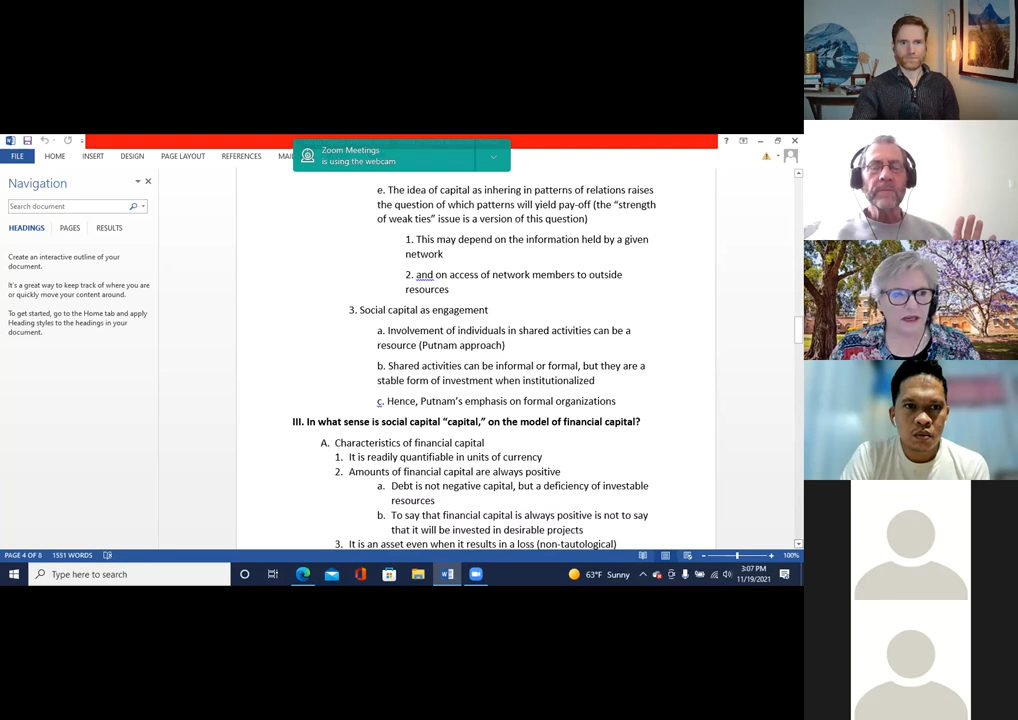 FILE HOME INSERT DESIGN PAGE LAYOUT REFERENCES MAI
Zoom Meetings
is using the webcam
Navigation
Search document
HEADINGS PAGES RESULTS
Create an interactive outline of your
document.
It's a great way to keep track of where you are
or quickly move your content around.
To get started, go to the Home tab and apply
Heading styles to the headings in your
document.
e. The idea of capital as inhering in patterns of relations raises
the question of which patterns will yield pay-off (the “strength
of weak ties” issue is a version of this question)
1. This may depend on the information held by a given
network
2. and on access of network members to outside
resources
3. Social capital as engagement
a. Involvement of individuals in shared activities can be a
resource (Putnam approach)
b. Shared activities can be informal or formal, but they are a
stable form of investment when institutionalized
c. Hence, Putnam’s emphasis on formal organizations
III. In what sense is social capital “capital,” on the model of financial capital?
A. Characteristics of financial capital
1. It is readily quantifiable in units of currency
2. Amounts of financial capital are always positive
a. Debt is not negative capital, but a deficiency of investable
resources
b. To say that financial capital is always positive is not to say
that it will be invested in desirable projects
3. It is an asset even when it results in a loss (non-tautological)
PAGE 4 OF 8 1551 WORDS 100%
Type here to search
63°F Sunny
3:07 PM
11/19/2021